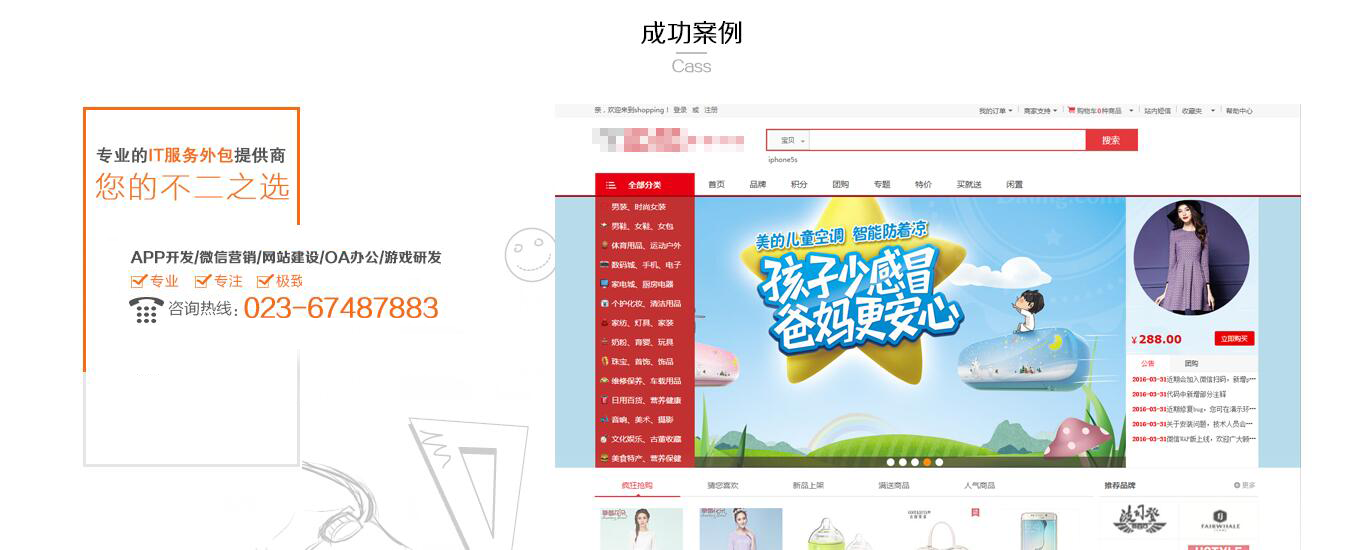 成功案例
Cass
专业的IT服务外包提供商
您的不二之选
APP开发/微信营销/网站建设/OA办公/游戏研发
专业 专注 极致
咨询热线: 023-67487883
亲，欢迎来到shopping！ 登录 或 注册
我的订单 商家支持 购物车0种商品 站内短信 收藏夹 帮助中心
宝贝 搜索
iphone5s
全部分类 首页 品牌 积分 团购 专题 特价 买就送 闲置
男装、时尚女装
男鞋、女鞋、女包
体育用品、运动户外
数码城、手机、电子
家电城、厨房电器
个护化妆、清洁用品
家纺、灯具、家装
奶粉、育婴、玩具
珠宝、首饰、饰品
维修保养、车载用品
日用百货、营养健康
音响、美术、摄影
文化娱乐、古董收藏
美食特产、营养保健
美的儿童空调 智能防着凉
孩子少感冒
爸妈更安心
¥288.00 立即购买
公告 团购
2016-03-31近期会加入微信扫码，新增p···
2016-03-31代码中新增部分注释
2016-03-31近期修复bug，您可在演示环···
2016-03-31关于安装问题，技术人员会···
2016-03-31微信WAP版上线，欢迎广大顾···
疯狂抢购 猜您喜欢 新品上架 满送商品 人气商品
推荐品牌 更多
波司登
FAIRWHALE
HOTSTYLE